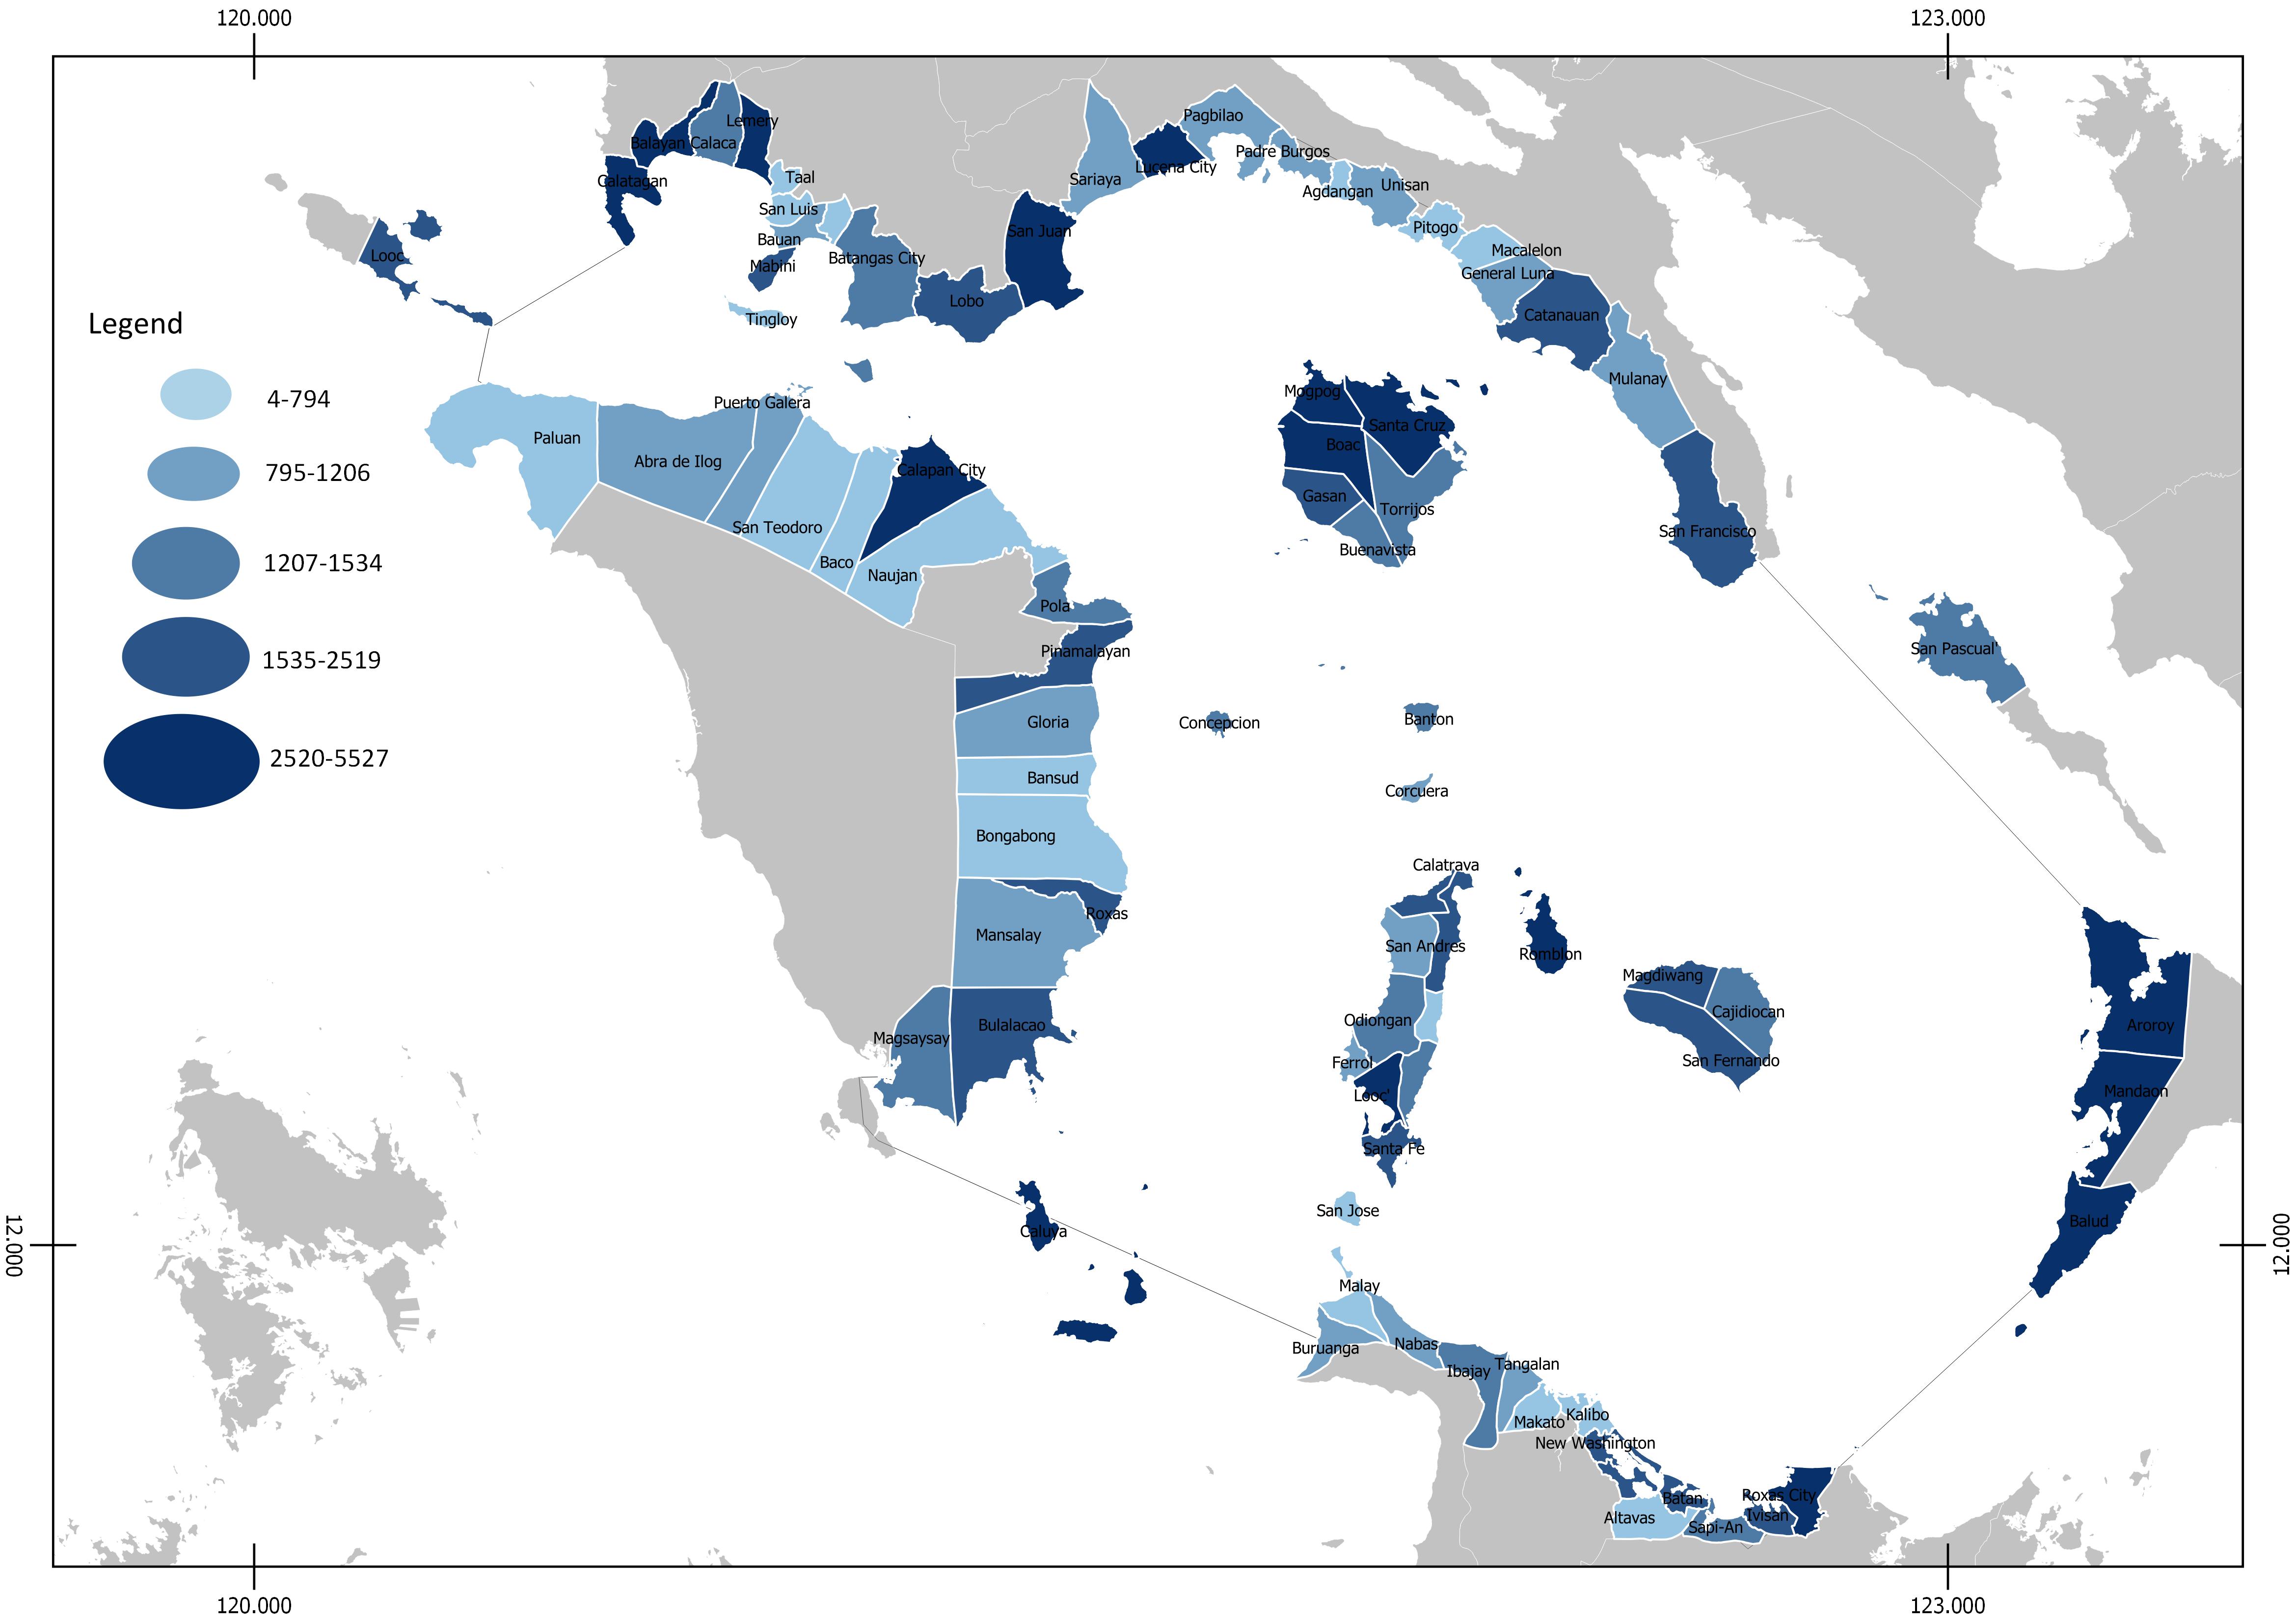 120.000
123.000
Lemery
Balayan
Calaca
Calatagan
Taal
San Luis
Bauan
Mabini
Batangas City
Tingloy
Lobo
San Juan
Sariaya
Lucena City
Pagbilao
Padre Burgos
Agdangan
Unisan
Pitogo
Macalelon
General Luna
Catanauan
Mulanay
San Francisco
Looc
Legend
4-794
795-1206
1207-1534
1535-2519
2520-5527
Paluan
Abra de Ilog
Puerto Galera
San Teodoro
Baco
Calapan City
Naujan
Pola
Pinamalayan
Gloria
Bansud
Bongabong
Roxas
Mansalay
Bulalacao
Magsaysay
Mogpog
Santa Cruz
Boac
Gasan
Torrijos
Buenavista
San Pascual'
Concepcion
Banton
Corcuera
Calatrava
San Andres
Romblon
Odiongan
Ferrol
Looc'
Santa Fe
San Jose
Magdiwang
Cajidiocan
San Fernando
Aroroy
Mandaon
Balud
Caluya
Malay
Buruanga
Nabas
Ibajay
Tangalan
Makato
Kalibo
New Washington
Batan
Altavas
Sapi-An
Ivisan
Roxas City
12.000
12.000
120.000
123.000